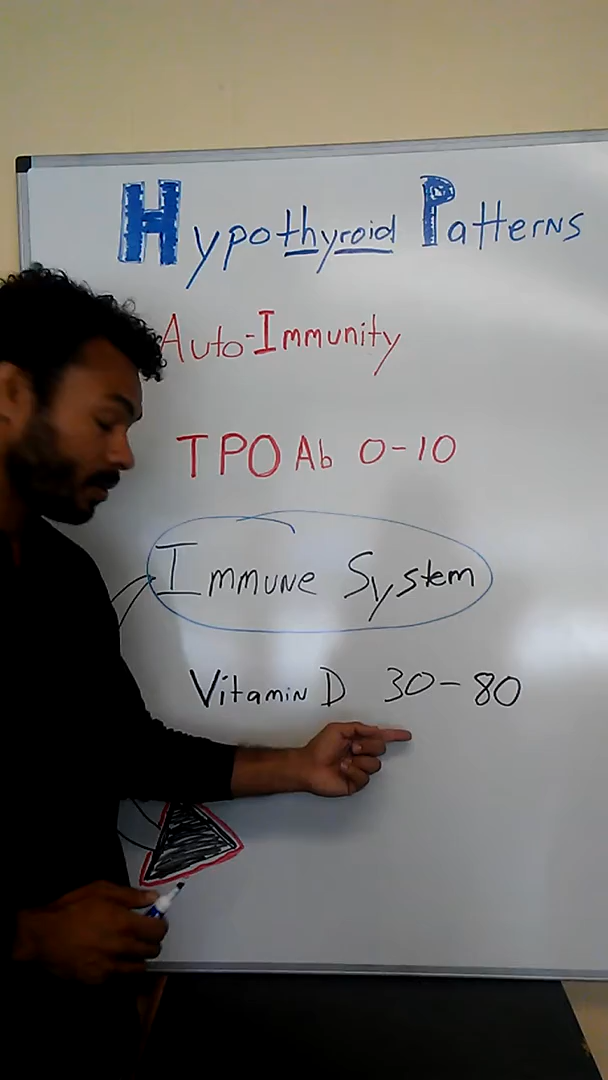 Hypothyroid Patterns
Auto-Immunity
TPO Ab 0-10
Immune System
Vitamin D 30-80